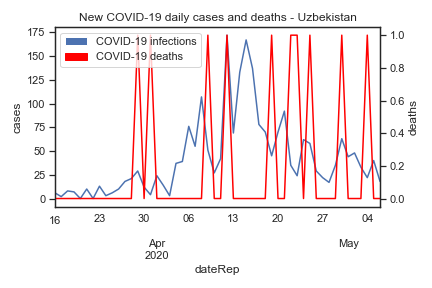 New COVID-19 daily cases and deaths - Uzbekistan
COVID-19 infections
COVID-19 deaths
175
150
125
100
75
50
25
0
cases
1.0
0.8
0.6
0.4
0.2
0.0
deaths
16 23 30 06 13 20 27 04
Apr May
2020
dateRep